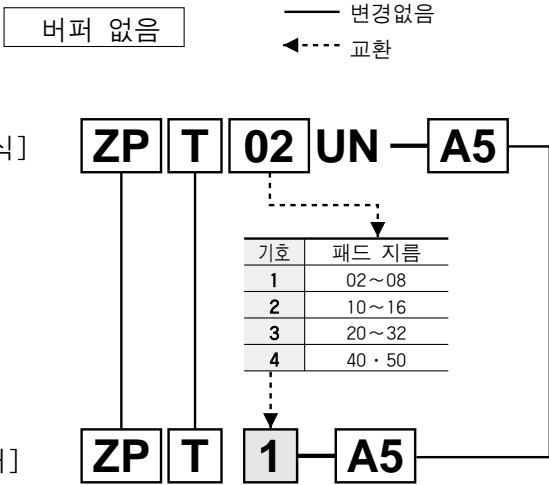 버퍼 없음
변경없음
교환
식] ZP T 02 UN — A5
기호 패드 지름
1 02～08
2 10～16
3 20～32
4 40・50
ZP T 1 — A5